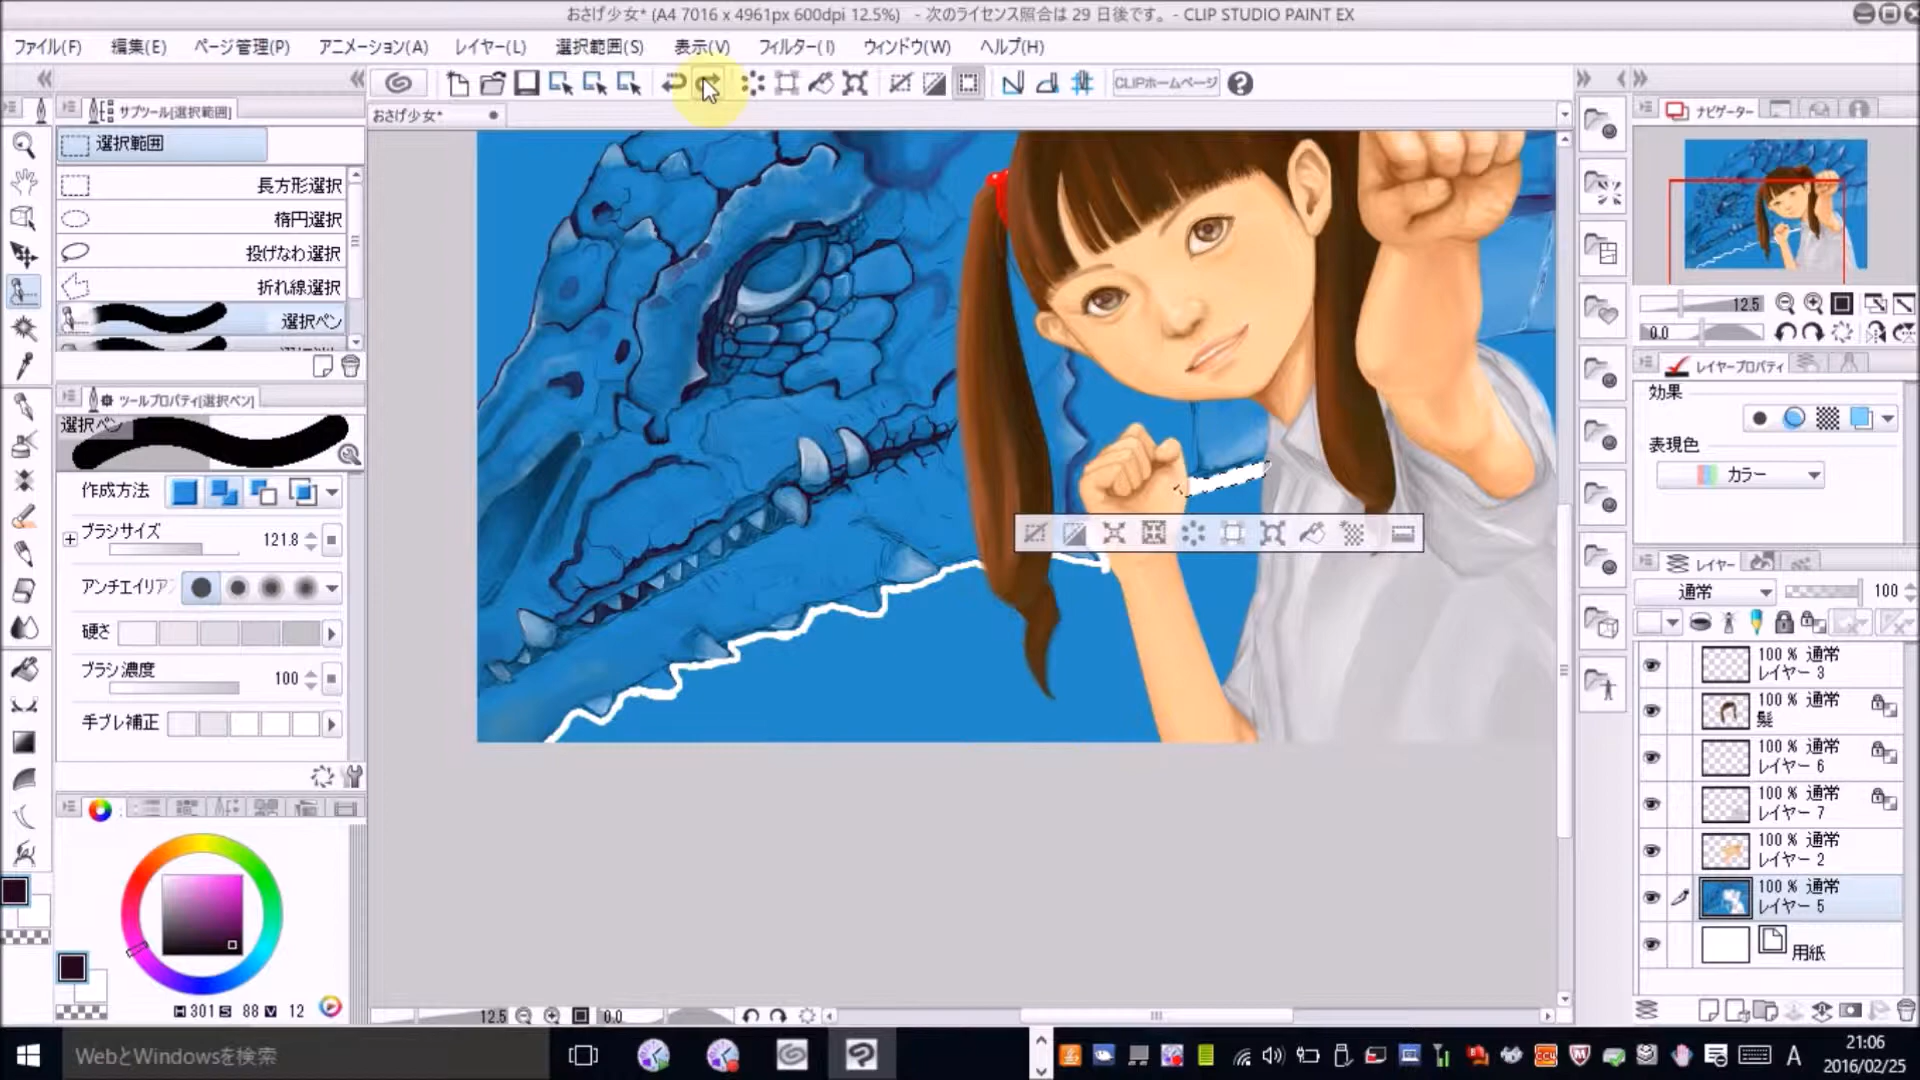 おさげ少女* (A4 7016 x 4961px 600dpi 12.5%)  - 次のライセンス照合は 29 日後です。 - CLIP STUDIO PAINT EX
ファイル(F) 編集(E) ページ管理(P) アニメーション(A) レイヤー(L) 選択範囲(S) 表示(V) フィルター(I) ウィンドウ(W) ヘルプ(H)
CLIPホームページ
サブツール[選択範囲]
おさげ少女*
ナビゲーター
選択範囲
長方形選択
楕円選択
投げなわ選択
折れ線選択
選択ペン
12.5
0.0
レイヤープロパティ
効果
表現色
カラー
ツールプロパティ[選択ペン]
選択ペン
作成方法
ブラシサイズ 121.8
アンチエイリア
硬さ
ブラシ濃度 100
手ブレ補正
レイヤー
通常 100
100 % 通常
レイヤー 3
100 % 通常
髪
100 % 通常
レイヤー 6
100 % 通常
レイヤー 7
100 % 通常
レイヤー 2
100 % 通常
レイヤー 5
用紙
H 301 S 88 V 12
12.5 0.0
WebとWindowsを検索
A
21:06
2016/02/25